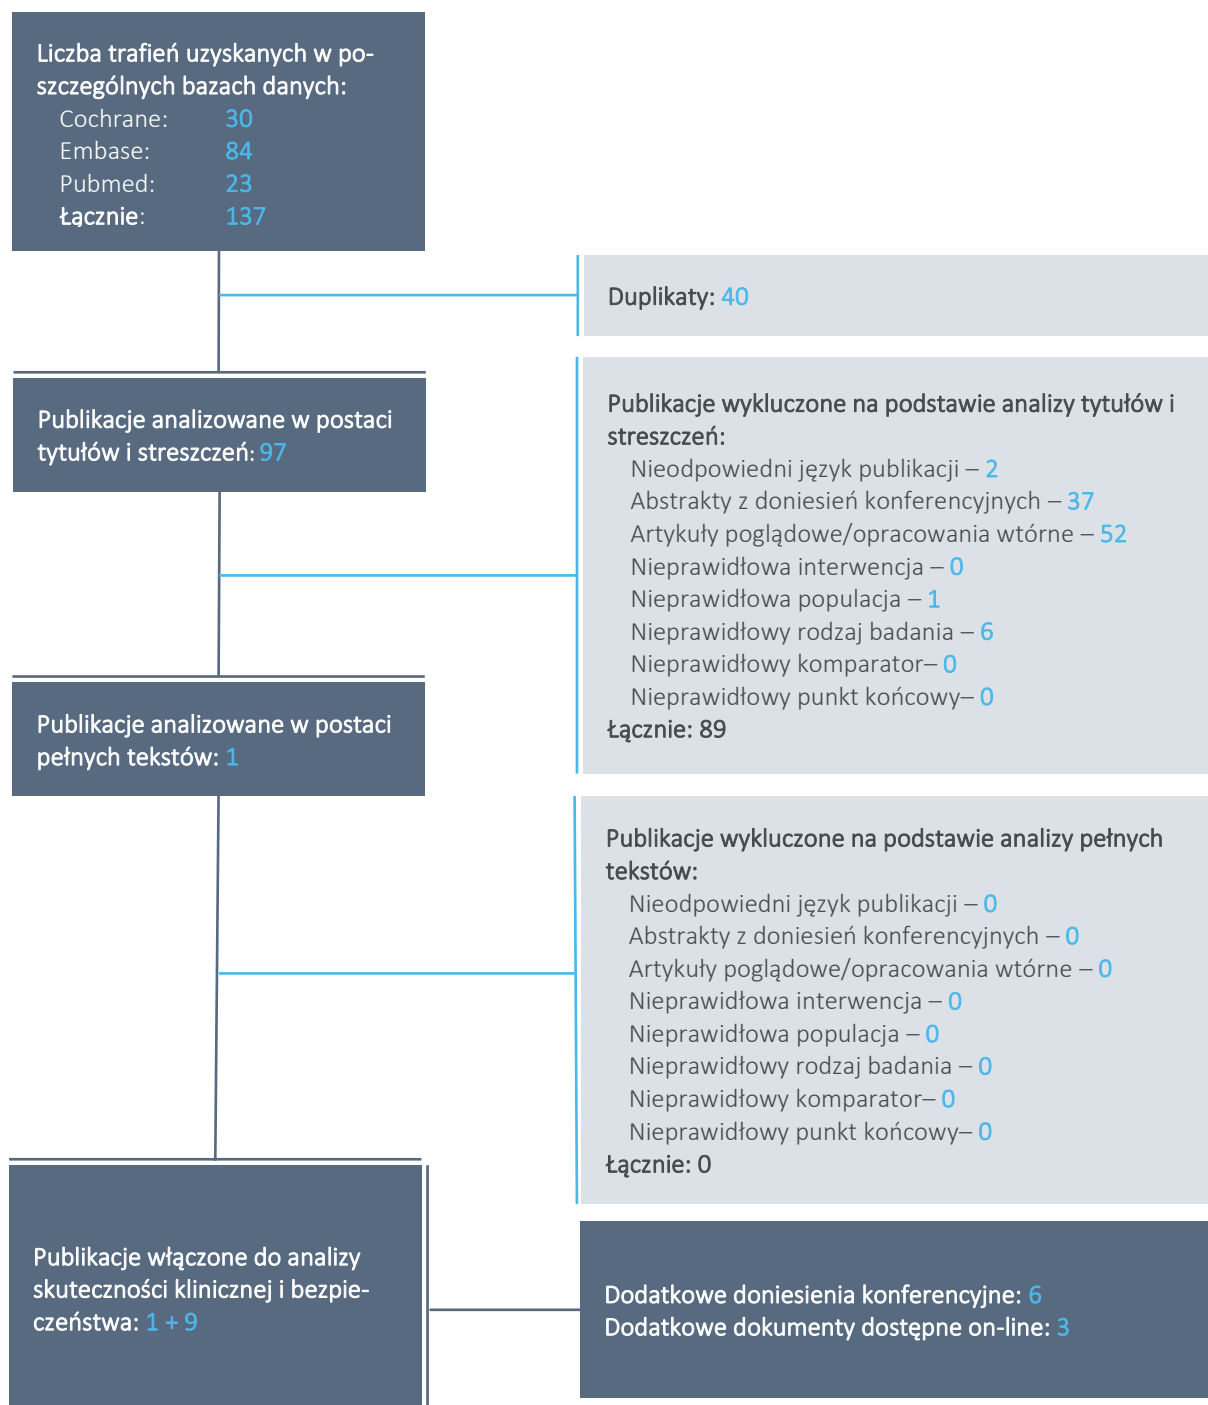 Liczba trafień uzyskanych w po-
szczególnych bazach danych:
Cochrane: 30
Embase: 84
Pubmed: 23
Łącznie: 137
Duplikaty: 40
Publikacje analizowane w postaci
tytułów i streszczeń: 97
Publikacje wykluczone na podstawie analizy tytułów i
streszczeń:
Nieodpowiedni język publikacji – 2
Abstrakty z doniesień konferencyjnych – 37
Artykuły poglądowe/opracowania wtórne – 52
Nieprawidłowa interwencja – 0
Nieprawidłowa populacja – 1
Nieprawidłowy rodzaj badania – 6
Nieprawidłowy komparator– 0
Nieprawidłowy punkt końcowy– 0
Łącznie: 89
Publikacje analizowane w postaci
pełnych tekstów: 1
Publikacje wykluczone na podstawie analizy pełnych
tekstów:
Nieodpowiedni język publikacji – 0
Abstrakty z doniesień konferencyjnych – 0
Artykuły poglądowe/opracowania wtórne – 0
Nieprawidłowa interwencja – 0
Nieprawidłowa populacja – 0
Nieprawidłowy rodzaj badania – 0
Nieprawidłowy komparator– 0
Nieprawidłowy punkt końcowy– 0
Łącznie: 0
Publikacje włączone do analizy
skuteczności klinicznej i bezpie-
czeństwa: 1 + 9
Dodatkowe doniesienia konferencyjne: 6
Dodatkowe dokumenty dostępne on-line: 3